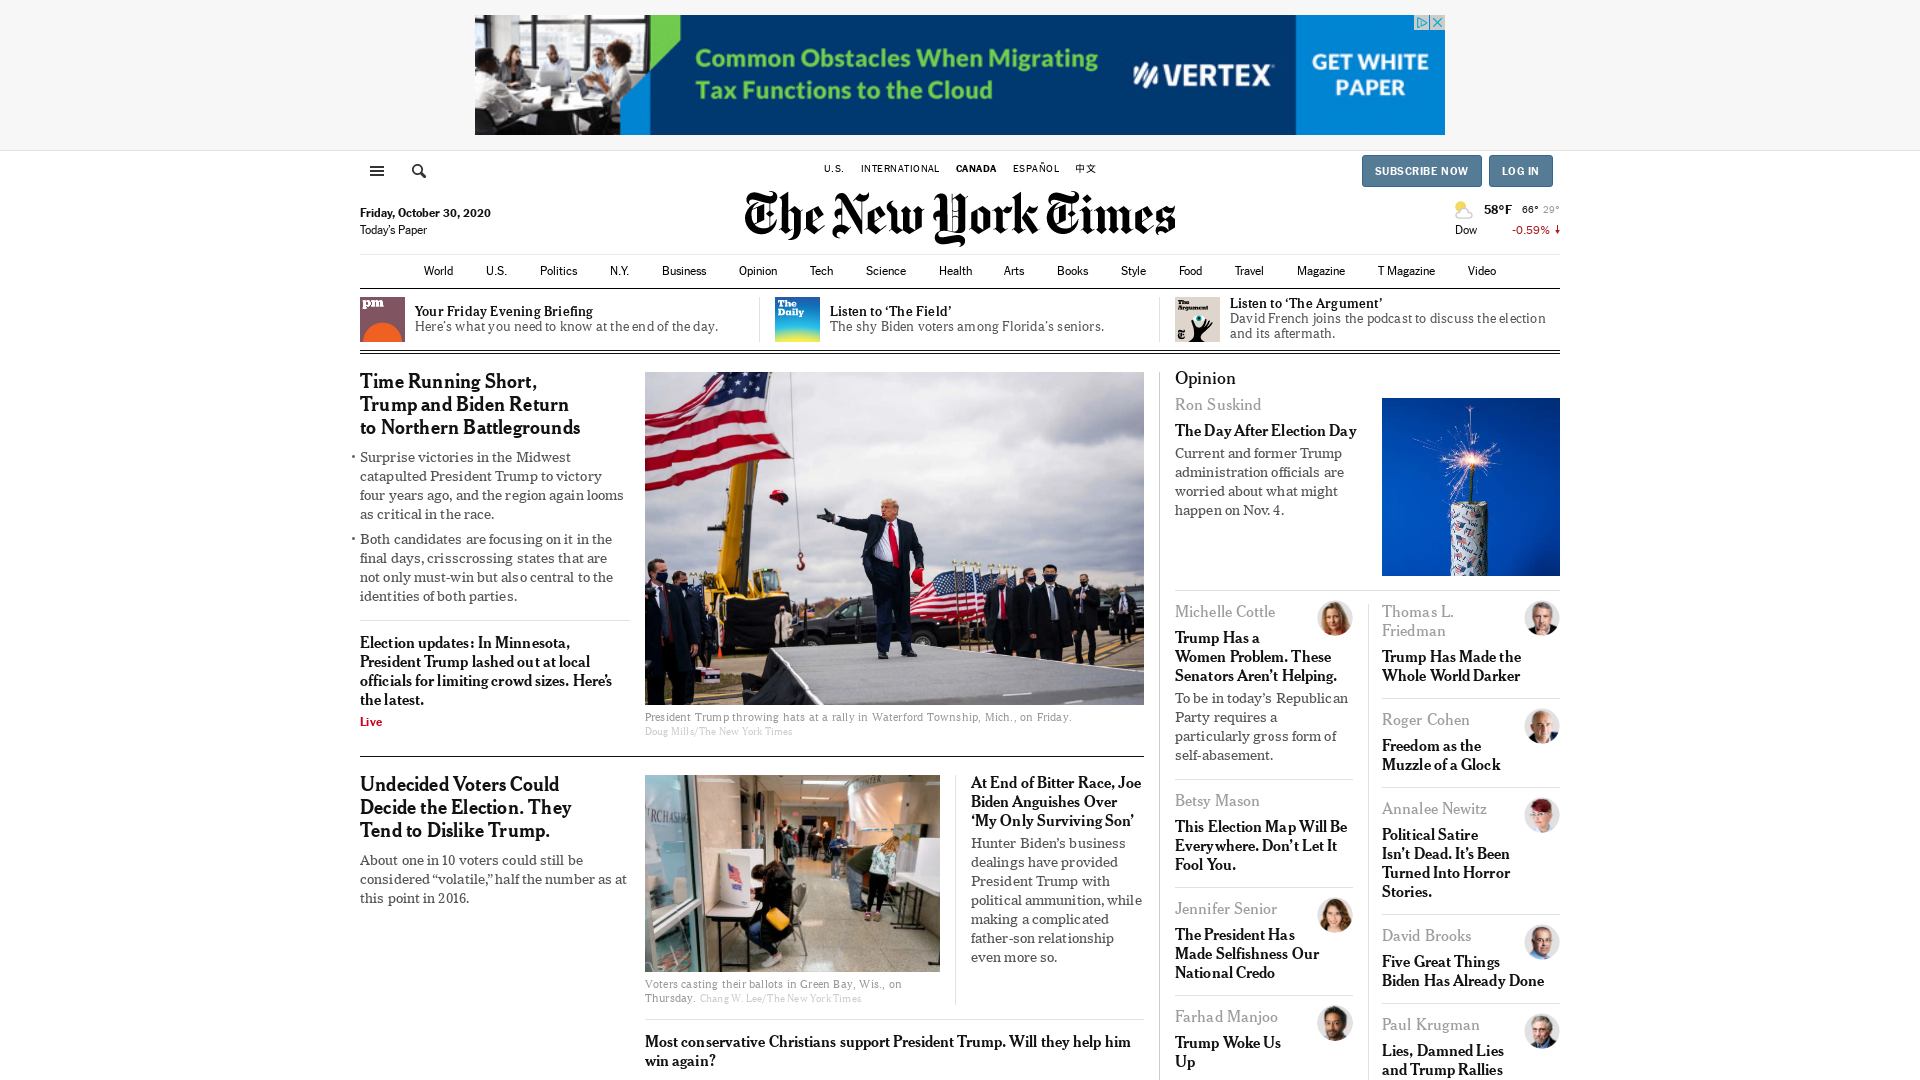 Common Obstacles When Migrating
Tax Functions to the Cloud
VERTEX
GET WHITE
PAPER
U.S. INTERNATIONAL CANADA ESPAÑOL 中文
SUBSCRIBE NOW LOG IN
The New York Times
Friday, October 30, 2020
Today's Paper
58°F 66° 29°
Dow -0.59%
World U.S. Politics N.Y. Business Opinion Tech Science Health Arts Books Style Food Travel Magazine T Magazine Video
pm
Your Friday Evening Briefing
Here's what you need to know at the end of the day.
The
Daily
Listen to ‘The Field’
The shy Biden voters among Florida's seniors.
The
Argument
Listen to ‘The Argument’
David French joins the podcast to discuss the election
and its aftermath.
Time Running Short,
Trump and Biden Return
to Northern Battlegrounds
• Surprise victories in the Midwest
catapulted President Trump to victory
four years ago, and the region again looms
as critical in the race.
• Both candidates are focusing on it in the
final days, crisscrossing states that are
not only must-win but also central to the
identities of both parties.
Election updates: In Minnesota,
President Trump lashed out at local
officials for limiting crowd sizes. Here's
the latest.
Live
President Trump throwing hats at a rally in Waterford Township, Mich., on Friday.
Doug Mills/The New York Times
Undecided Voters Could
Decide the Election. They
Tend to Dislike Trump.
About one in 10 voters could still be
considered “volatile,” half the number as at
this point in 2016.
Voters casting their ballots in Green Bay, Wis., on
Thursday. Chang W. Lee/The New York Times
At End of Bitter Race, Joe
Biden Anguishes Over
‘My Only Surviving Son’
Hunter Biden's business
dealings have provided
President Trump with
political ammunition, while
making a complicated
father-son relationship
even more so.
Most conservative Christians support President Trump. Will they help him
win again?
Opinion
Ron Suskind
The Day After Election Day
Current and former Trump
administration officials are
worried about what might
happen on Nov. 4.
Michelle Cottle
Trump Has a
Women Problem. These
Senators Aren't Helping.
To be in today's Republican
Party requires a
particularly gross form of
self-abasement.
Betsy Mason
This Election Map Will Be
Everywhere. Don't Let It
Fool You.
Jennifer Senior
The President Has
Made Selfishness Our
National Credo
Farhad Manjoo
Trump Woke Us
Up
Thomas L.
Friedman
Trump Has Made the
Whole World Darker
Roger Cohen
Freedom as the
Muzzle of a Glock
Annalee Newitz
Political Satire
Isn't Dead. It's Been
Turned Into Horror
Stories.
David Brooks
Five Great Things
Biden Has Already Done
Paul Krugman
Lies, Damned Lies
and Trump Rallies